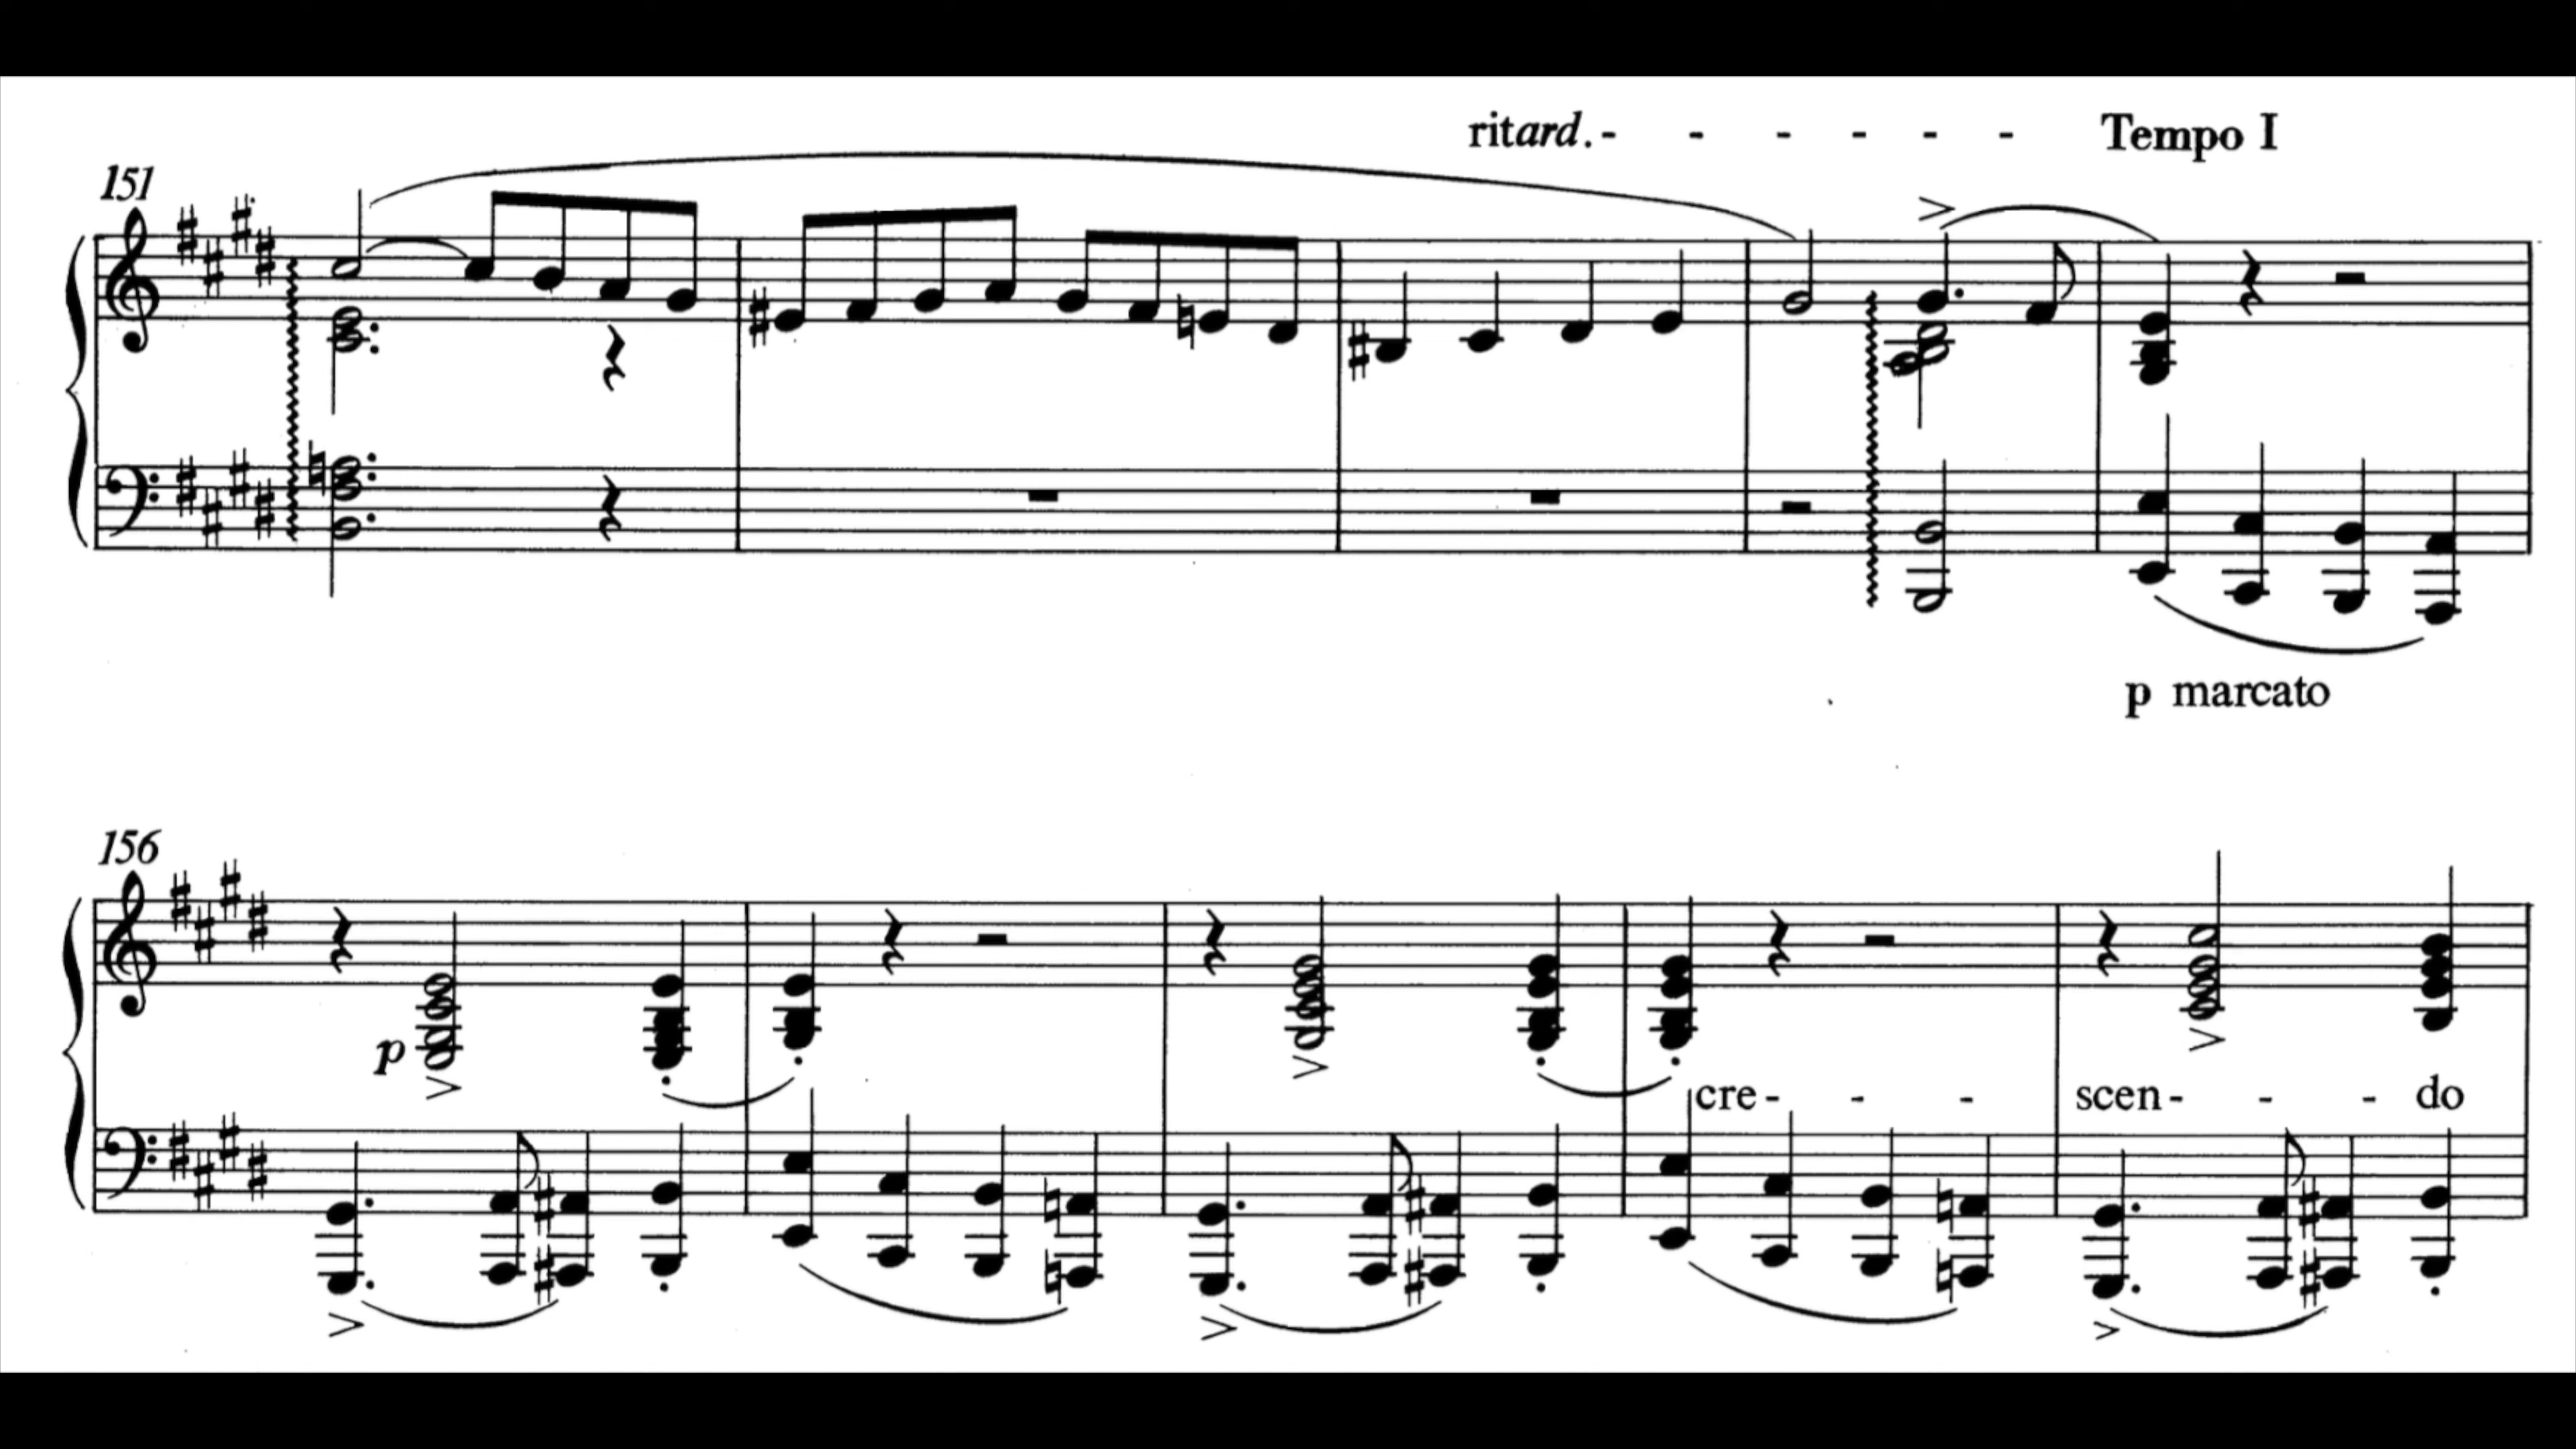 ritard.- - - - - - Tempo I
151
p marcato
156
p
cre- - - scen- - - do